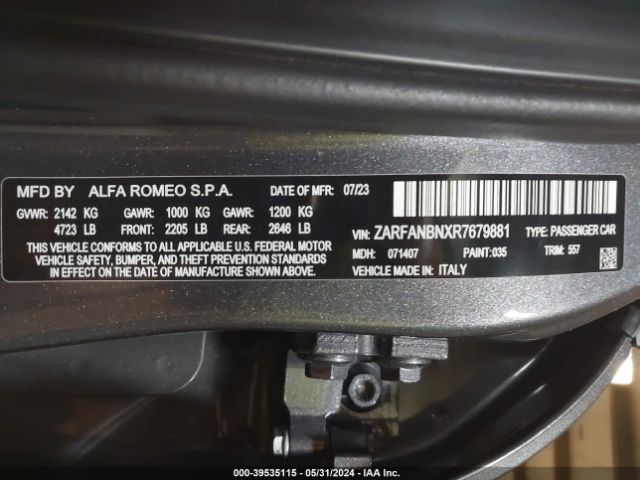 MFD BY ALFA ROMEO S.P.A. DATE OF MFR: 07/23
GVWR: 2142 KG GAWR: 1000 KG GAWR: 1200 KG
4723 LB FRONT: 2205 LB REAR: 2646 LB
THIS VEHICLE CONFORMS TO ALL APPLICABLE U.S. FEDERAL MOTOR
VEHICLE SAFETY, BUMPER, AND THEFT PREVENTION STANDARDS
IN EFFECT ON THE DATE OF MANUFACTURE SHOWN ABOVE.
VIN: ZARFANBNXR7679881 TYPE: PASSENGER CAR
MDH: 071407 PAINT: 035 TRIM: 557
VEHICLE MADE IN: ITALY
000-39535115 - 05/31/2024 - IAA Inc.